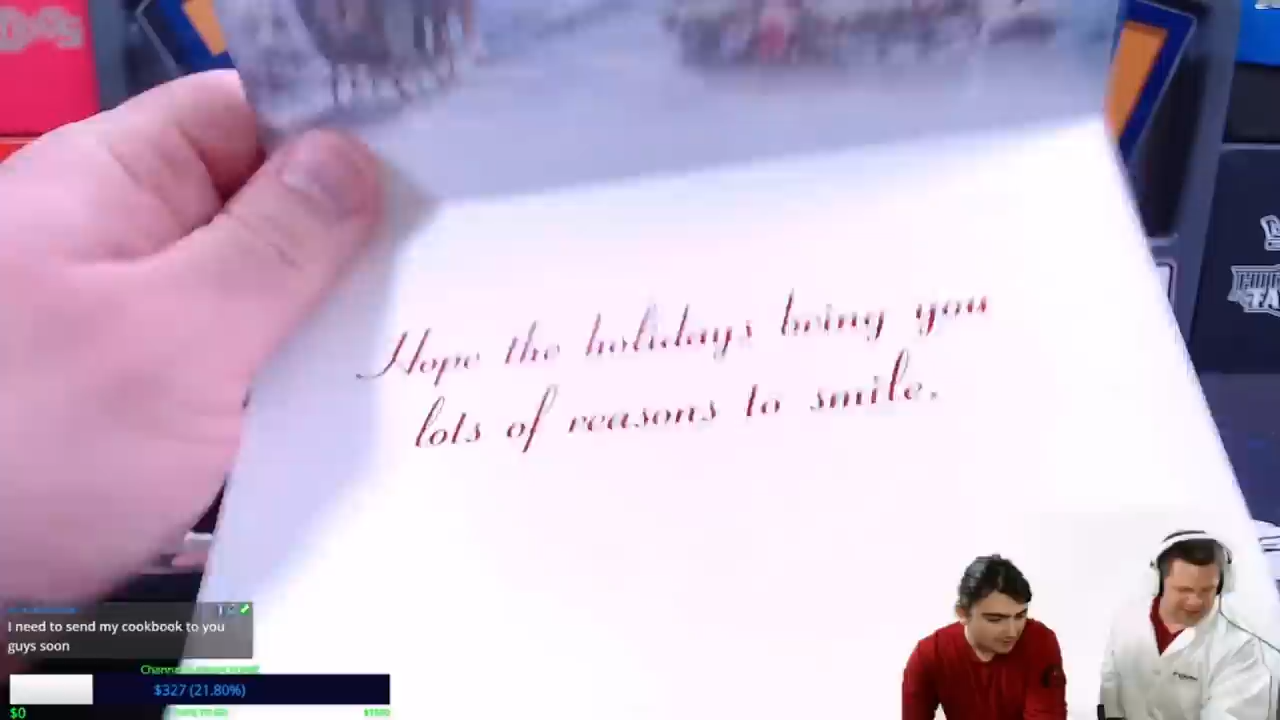 Hope the holidays bring you
lots of reasons to smile.
I need to send my cookbook to you
guys soon
$327 (21.80%)
$0
$1500